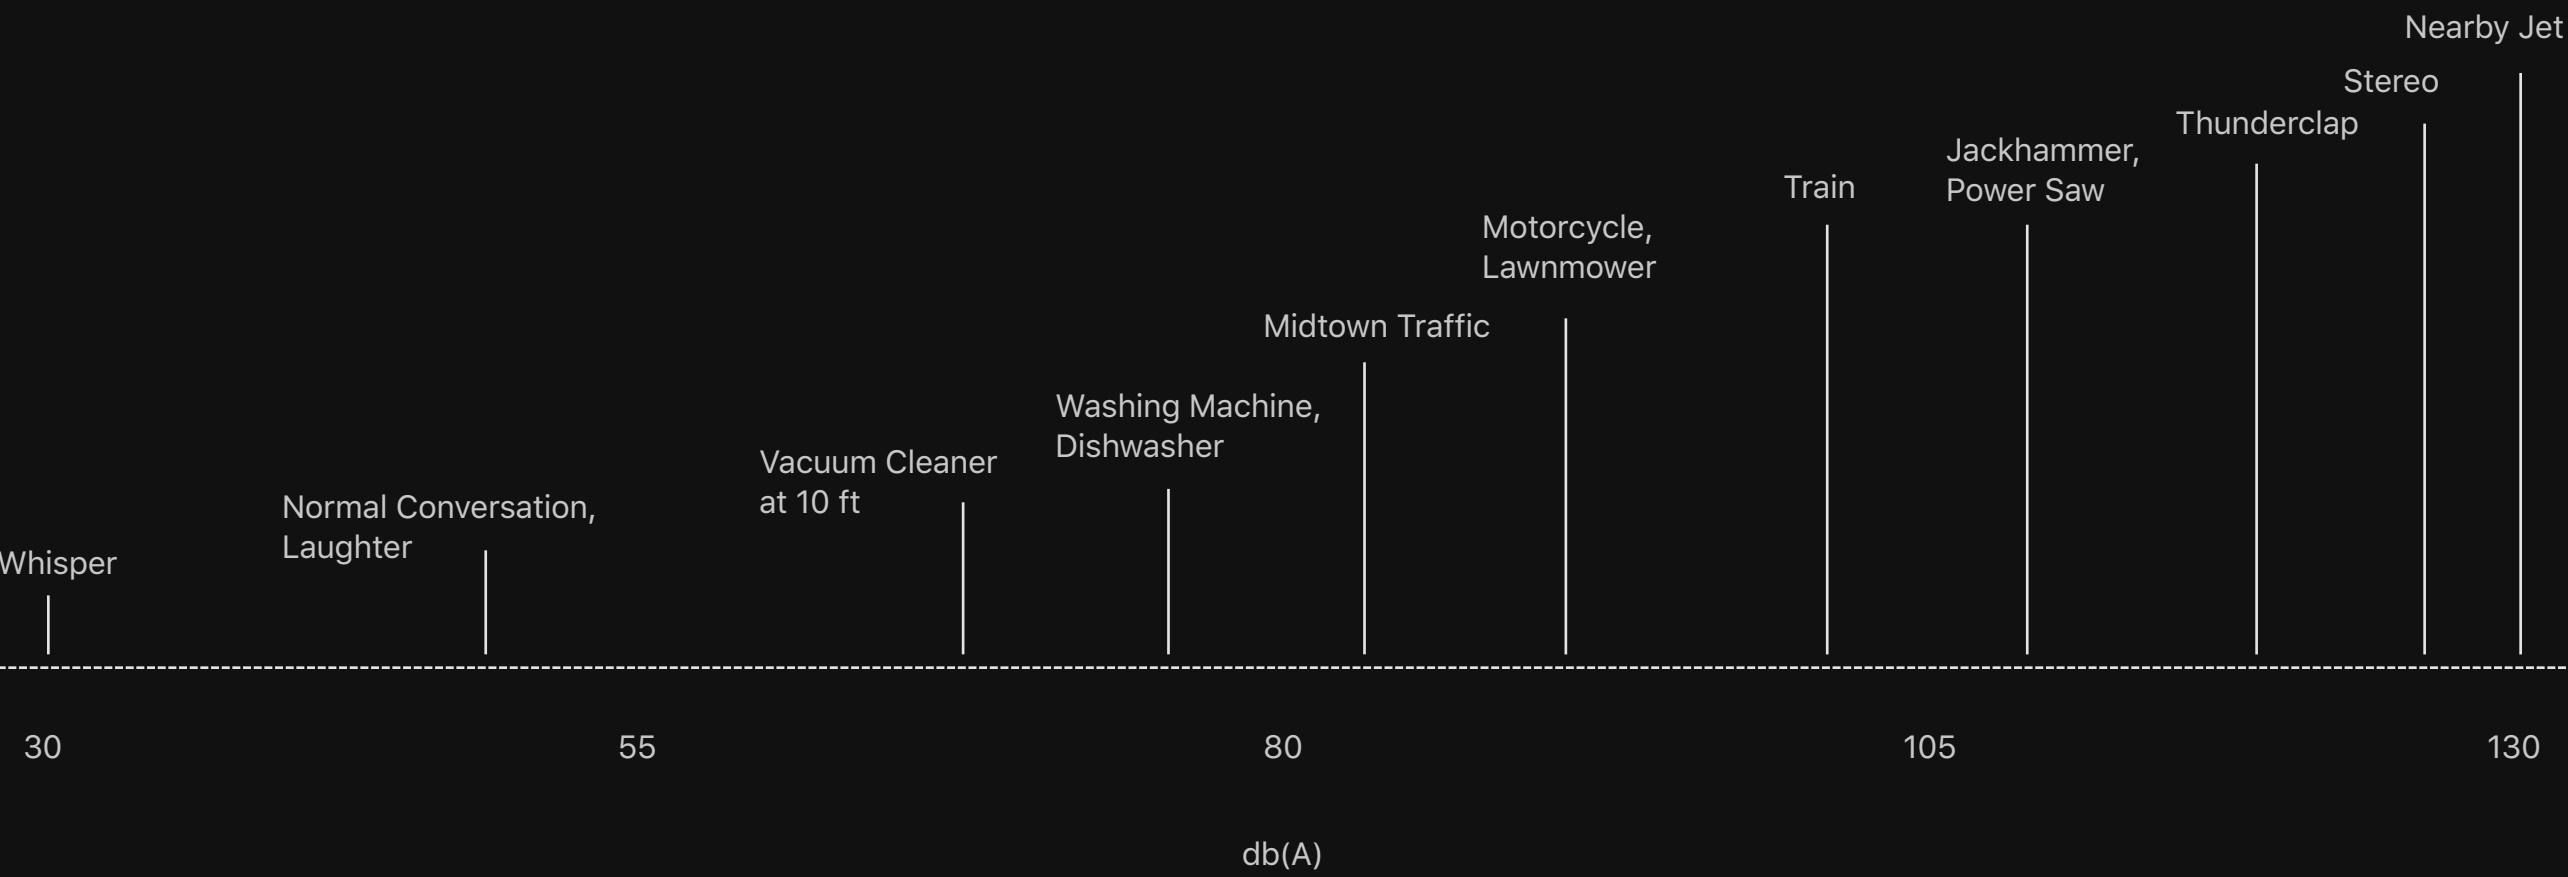 Whisper
Normal Conversation,
Laughter
Vacuum Cleaner
at 10 ft
Washing Machine,
Dishwasher
Midtown Traffic
Motorcycle,
Lawnmower
Train
Jackhammer,
Power Saw
Thunderclap
Stereo
Nearby Jet
30 55 80 105 130
db(A)